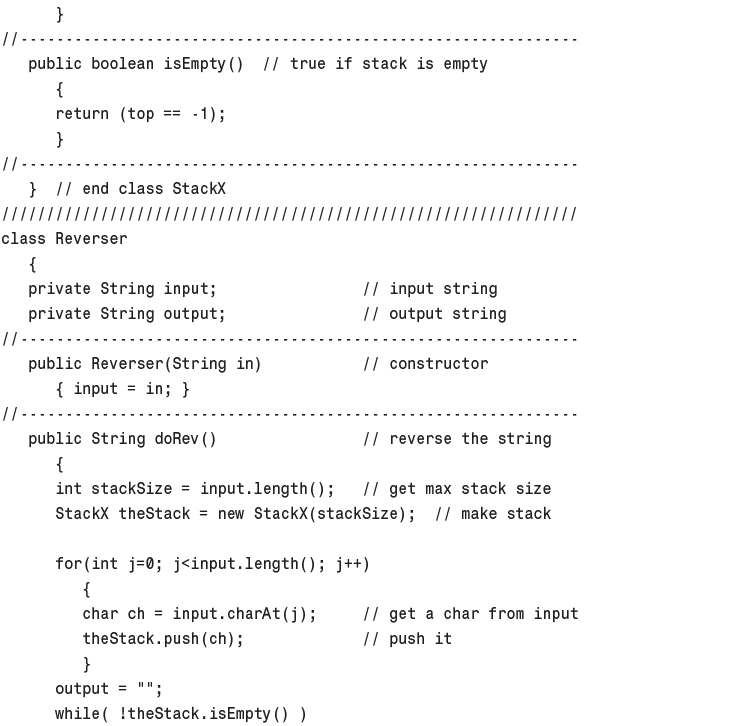 }
//--------------------------------------------------------------
   public boolean isEmpty()  // true if stack is empty
      {
      return (top == -1);
      }
//--------------------------------------------------------------
   }  // end class StackX
////////////////////////////////////////////////////////////////
class Reverser
   {
   private String input;                // input string
   private String output;               // output string
//--------------------------------------------------------------
   public Reverser(String in)           // constructor
      { input = in; }
//--------------------------------------------------------------
   public String doRev()                // reverse the string
      {
      int stackSize = input.length();   // get max stack size
      StackX theStack = new StackX(stackSize);  // make stack

      for(int j=0; j<input.length(); j++)
         {
         char ch = input.charAt(j);     // get a char from input
         theStack.push(ch);             // push it
         }
      output = "";
      while( !theStack.isEmpty() )